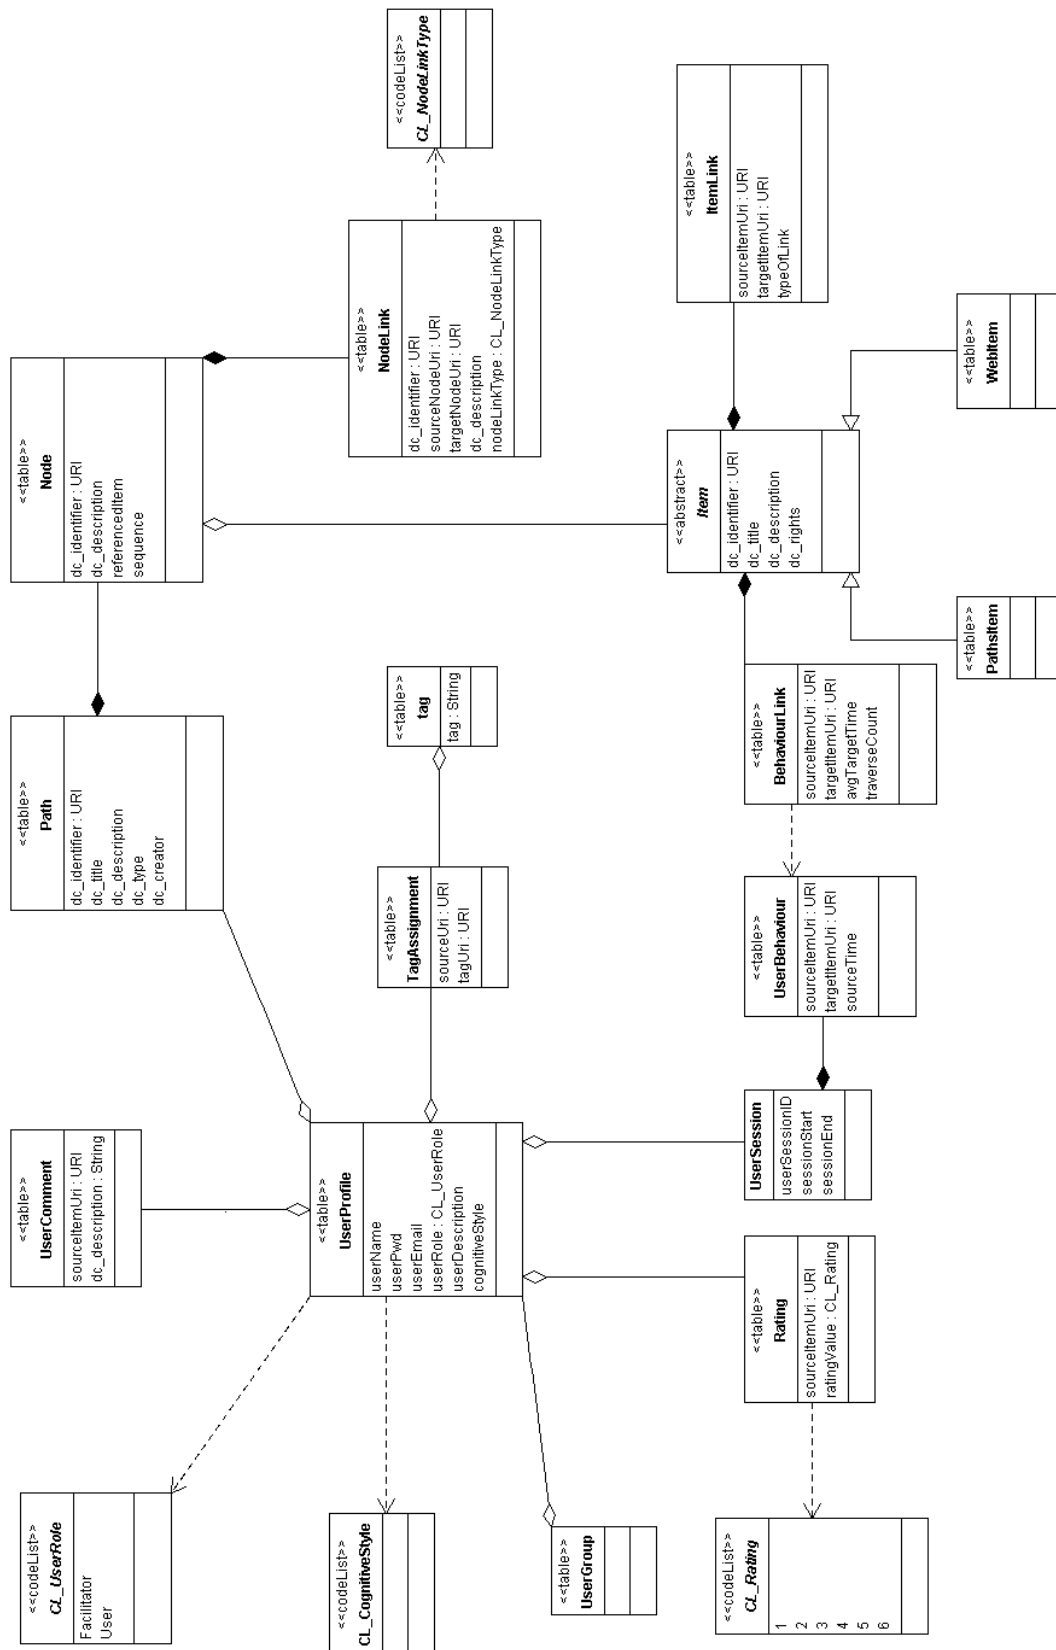 <<codeList>>
CL_UserRole
Facilitator
User
<<table>>
UserComment
sourceItemUri : URI
dc_description : String
<<table>>
Path
dc_identifier : URI
dc_title
dc_description
dc_type
dc_creator
<<table>>
Node
dc_identifier : URI
dc_description
referencedItem
sequence
<<codeList>>
CL_CognitiveStyle
<<table>>
UserProfile
userName
userPwd
userEmail
userRole : CL_UserRole
userDescription
cognitiveStyle
<<table>>
TagAssignment
sourceUri : URI
tagUri : URI
<<table>>
tag
tag : String
<<table>>
NodeLink
dc_identifier : URI
sourceNodeUri : URI
targetNodeUri : URI
dc_description
nodeLinkType : CL_NodeLinkType
<<codeList>>
CL_NodeLinkType
<<table>>
UserGroup
<<codeList>>
CL_Rating
1
2
3
4
5
6
<<table>>
Rating
sourceItemUri : URI
ratingValue : CL_Rating
UserSession
userSessionID
sessionStart
sessionEnd
<<table>>
UserBehaviour
sourceItemUri : URI
targetItemUri : URI
sourceTime
<<table>>
BehaviourLink
sourceItemUri : URI
targetItemUri : URI
avgTargetTime
traverseCount
<<abstract>>
Item
dc_identifier : URI
dc_title
dc_description
dc_rights
<<table>>
ItemLink
sourceItemUri : URI
targetItemUri : URI
typeOfLink
<<table>>
PathsItem
<<table>>
WebItem